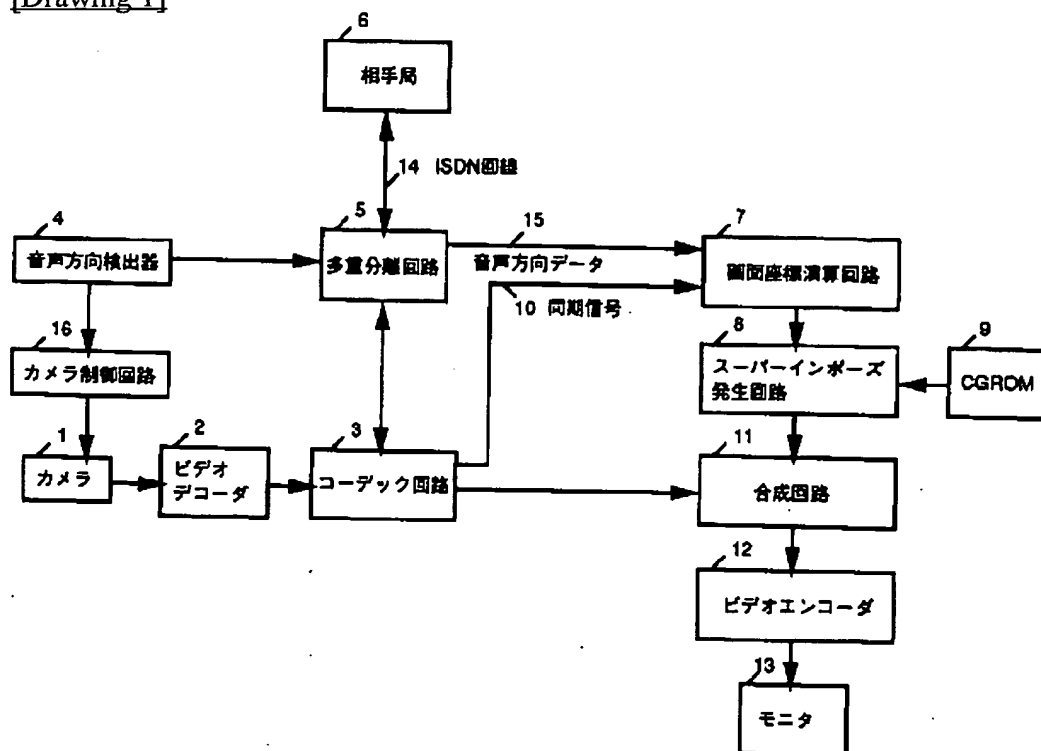 [Drawing 1]
6
相手局
14 ISDN回線
4
音声方向検出器
5
多重分離回路
15
音声方向データ
7
画面座標演算回路
10 同期信号
16
カメラ制御回路
8
スーパーインポーズ
発生回路
9
CGROM
1
カメラ
2
ビデオ
デコーダ
3
コーデック回路
11
合成回路
12
ビデオエンコーダ
13
モニタ